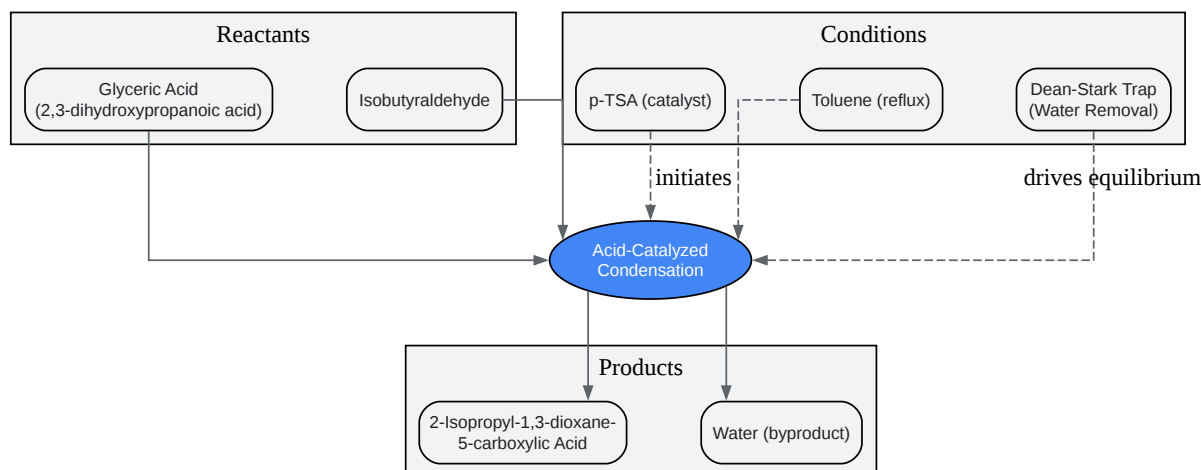 Reactants
Conditions
Glyceric Acid
(2,3-dihydroxypropanoic acid)
Isobutyraldehyde
p-TSA (catalyst)
Toluene (reflux)
Dean-Stark Trap
(Water Removal)
initiates
drives equilibrium
Acid-Catalyzed
Condensation
Products
2-Isopropyl-1,3-dioxane-
5-carboxylic Acid
Water (byproduct)